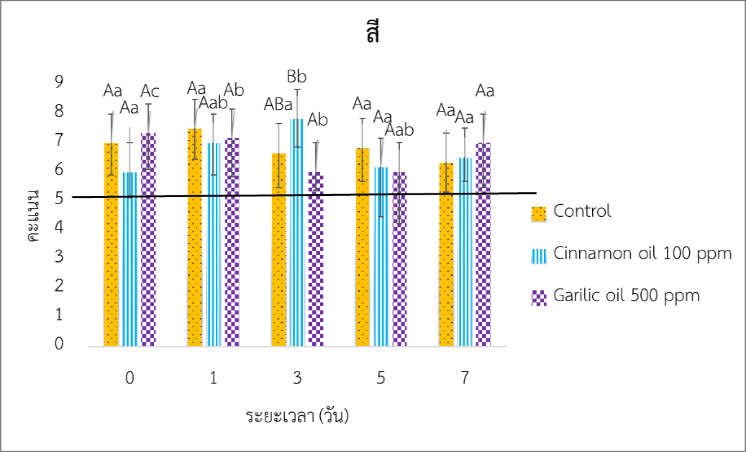 สี
9
8
7
6
5
4
3
2
1
0
คะแนน
Aa Aa Ac
Aa Aab Ab
ABa Bb Ab
Aa Aa Aab
Aa Aa Aa
0 1 3 5 7
ระยะเวลา (วัน)
Control
Cinnamon oil 100 ppm
Garilic oil 500 ppm